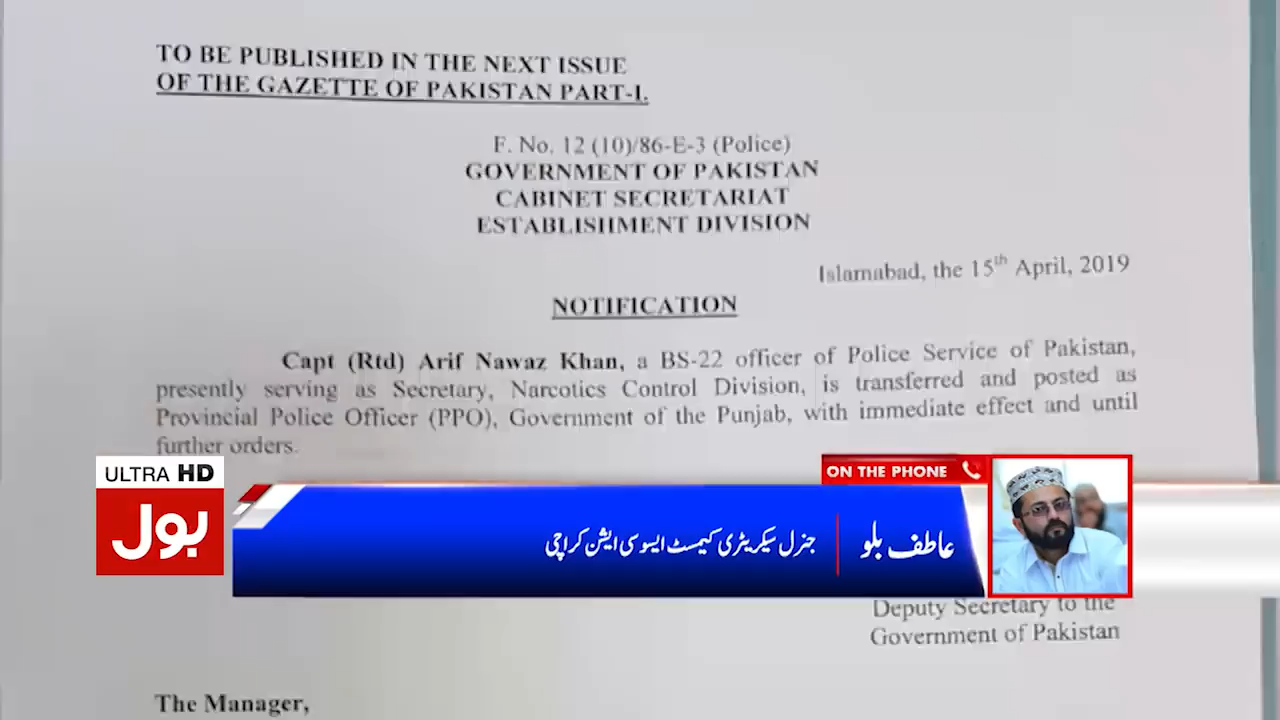 TO BE PUBLISHED IN THE NEXT ISSUE
OF THE GAZETTE OF PAKISTAN PART-I.
F. No. 12 (10)/86-E-3 (Police)
GOVERNMENT OF PAKISTAN
CABINET SECRETARIAT
ESTABLISHMENT DIVISION
Islamabad, the 15th April, 2019
NOTIFICATION
Capt (Rtd) Arif Nawaz Khan, a BS-22 officer of Police Service of Pakistan,
presently serving as Secretary, Narcotics Control Division, is transferred and posted as
Provincial Police Officer (PPO), Government of the Punjab, with immediate effect and until
further orders.
ULTRA HD
بول
ON THE PHONE
عاطف بلو
جنرل سیکریٹری کیمسٹ ایسوسی ایشن کراچی
Deputy Secretary to the
Government of Pakistan
The Manager,